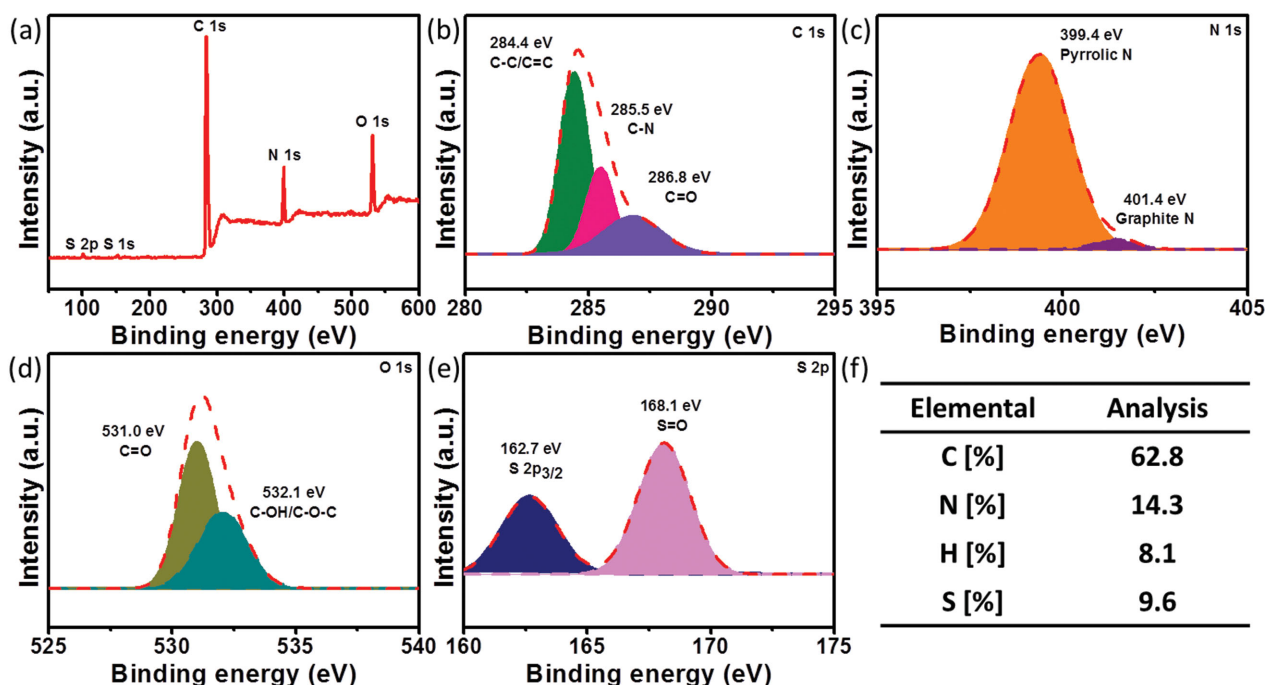 (a)
C 1s
O 1s
N 1s
S 2p S 1s
Intensity (a.u.)
100 200 300 400 500 600
Binding energy (eV)
(b)
C 1s
284.4 eV
C-C/C=C
285.5 eV
C-N
286.8 eV
C=O
Intensity (a.u.)
280 285 290 295
Binding energy (eV)
(c)
N 1s
399.4 eV
Pyrrolic N
401.4 eV
Graphite N
Intensity (a.u.)
395 400 405
Binding energy (eV)
(d)
O 1s
531.0 eV
C=O
532.1 eV
C-OH/C-O-C
Intensity (a.u.)
525 530 535 540
Binding energy (eV)
(e)
S 2p
168.1 eV
S=O
162.7 eV
S 2p3/2
Intensity (a.u.)
160 165 170 175
Binding energy (eV)
(f)
Elemental Analysis
C [%] 62.8
N [%] 14.3
H [%] 8.1
S [%] 9.6